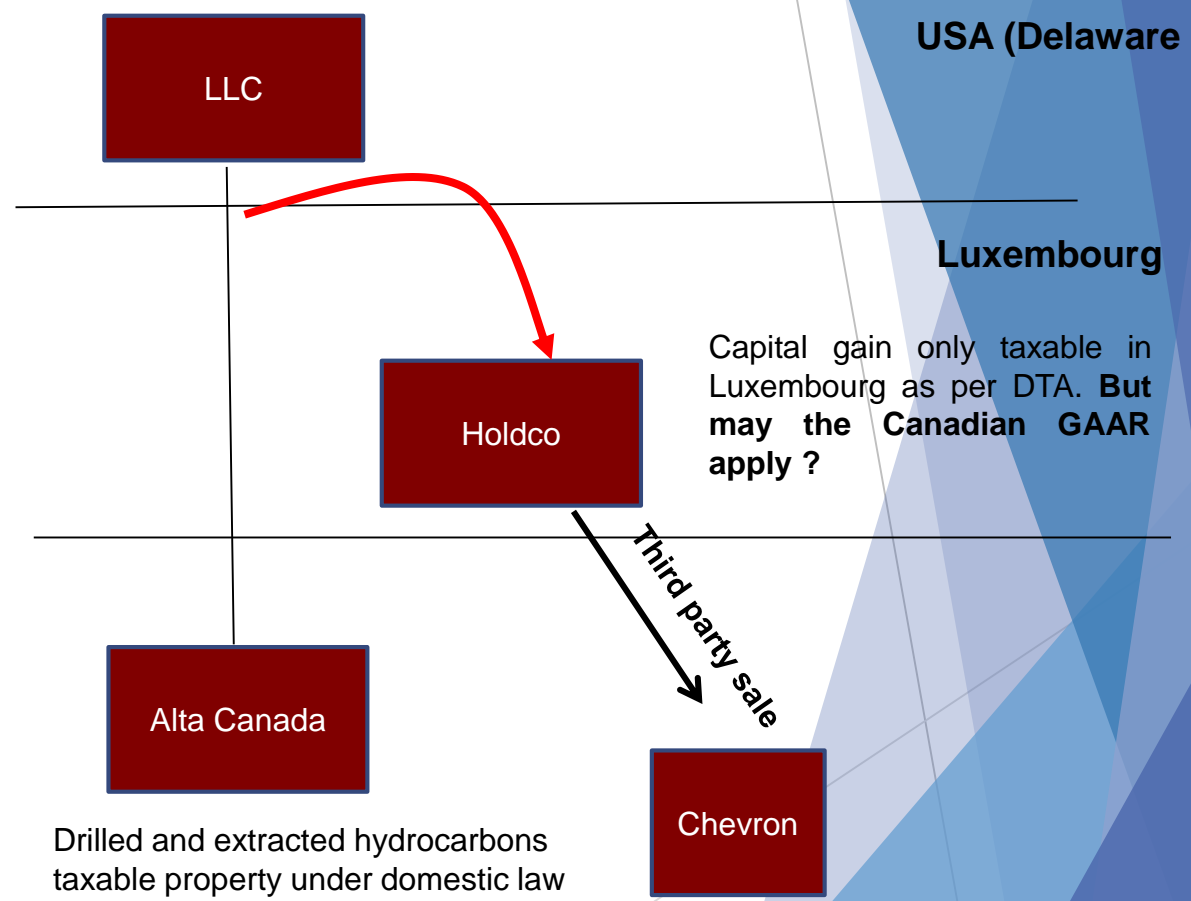 USA (Delaware
LLC
Luxembourg
Capital gain only taxable in
Luxembourg as per DTA. But
may the Canadian GAAR
apply ?
Holdco
Third party sale
Alta Canada
Chevron
Drilled and extracted hydrocarbons
taxable property under domestic law